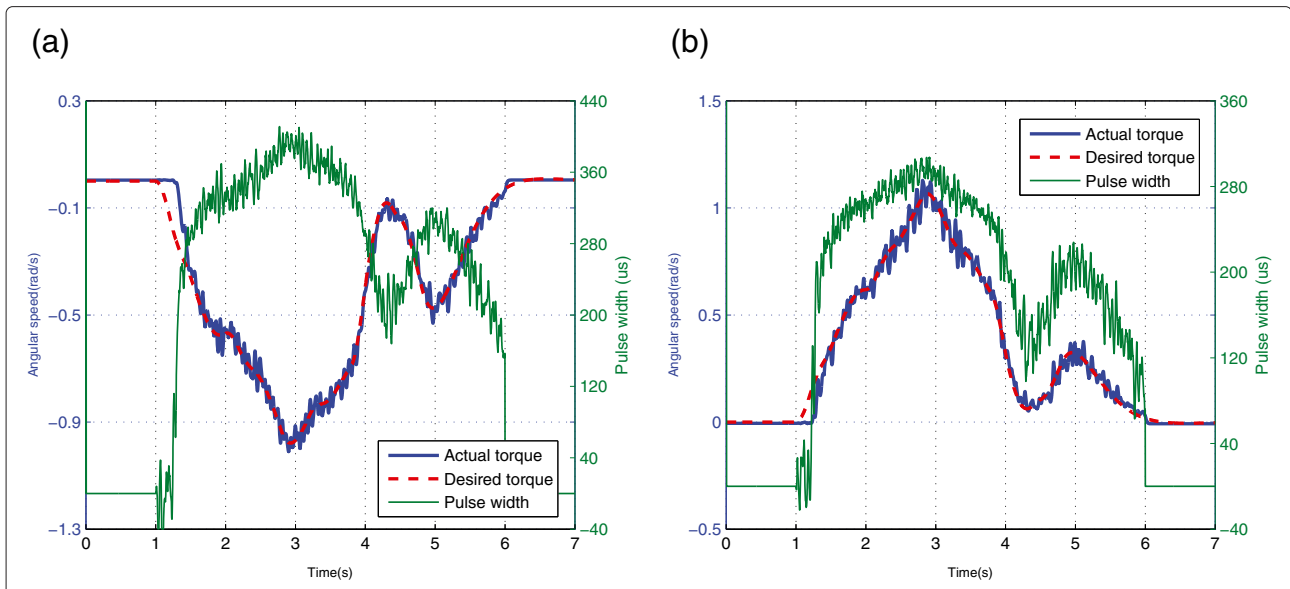 (a)
0.3
−0.1
−0.5
−0.9
−1.3
Angular speed(rad/s)
0 1 2 3 4 5 6 7
Time(s)
440
360
280
200
120
40
−40
Pulse width (us)
Actual torque
Desired torque
Pulse width
(b)
1.5
1
0.5
0
−0.5
Angular speed(rad/s)
0 1 2 3 4 5 6 7
Time(s)
360
280
200
120
40
−40
Pulse width (us)
Actual torque
Desired torque
Pulse width